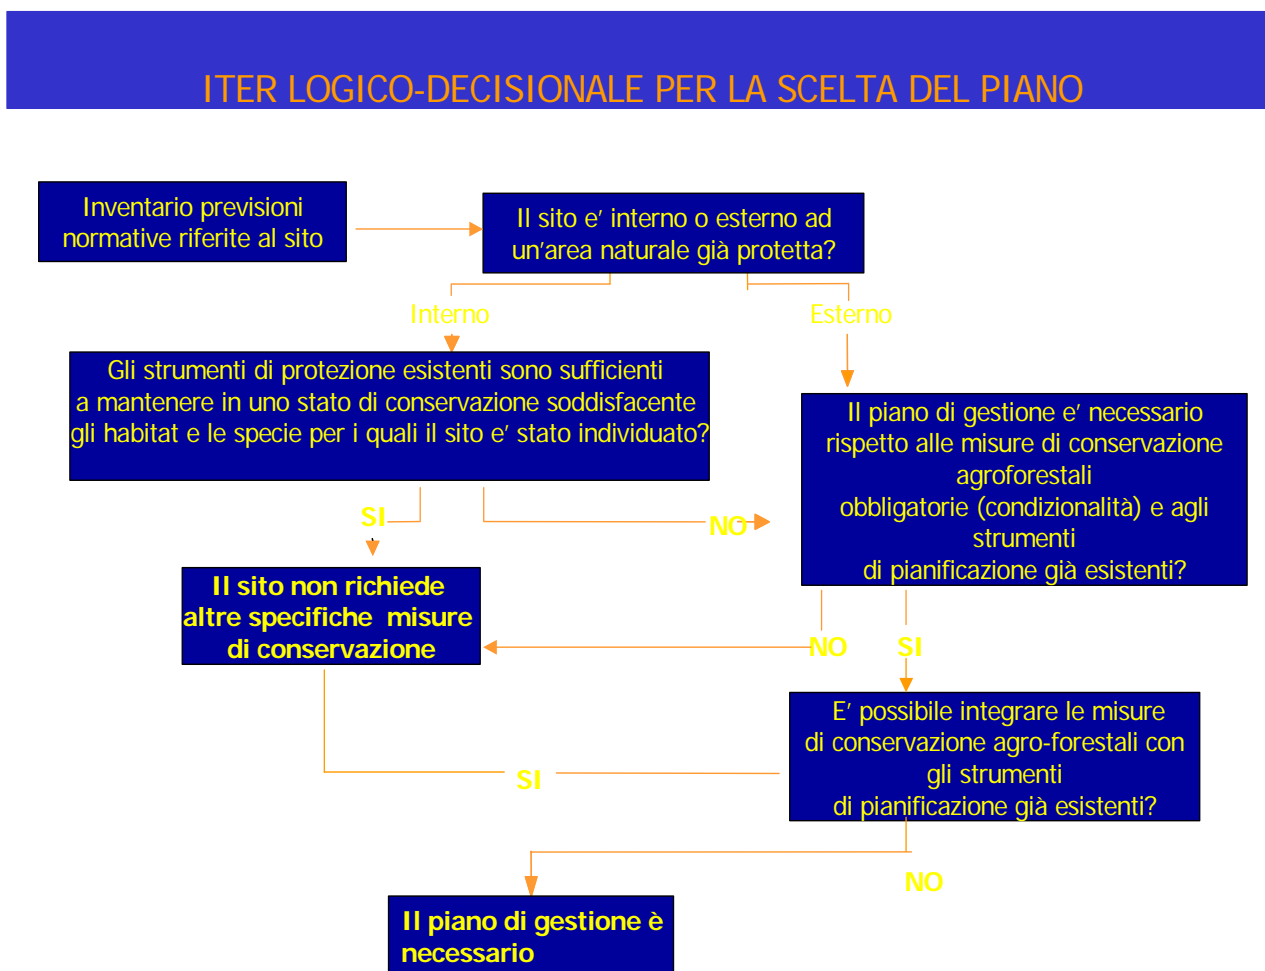 ITER LOGICO-DECISIONALE PER LA SCELTA DEL PIANO
Inventario previsioni
normative riferite al sito
Il sito e' interno o esterno ad
un'area naturale già protetta?
Interno
Esterno
Gli strumenti di protezione esistenti sono sufficienti
a mantenere in uno stato di conservazione soddisfacente
gli habitat e le specie per i quali il sito e' stato individuato?
Il piano di gestione e' necessario
rispetto alle misure di conservazione
agroforestali
obbligatorie (condizionalità) e agli
strumenti
di pianificazione già esistenti?
SI
NO
Il sito non richiede
altre specifiche misure
di conservazione
NO
SI
E' possibile integrare le misure
di conservazione agro-forestali con
gli strumenti
di pianificazione già esistenti?
SI
NO
Il piano di gestione è
necessario